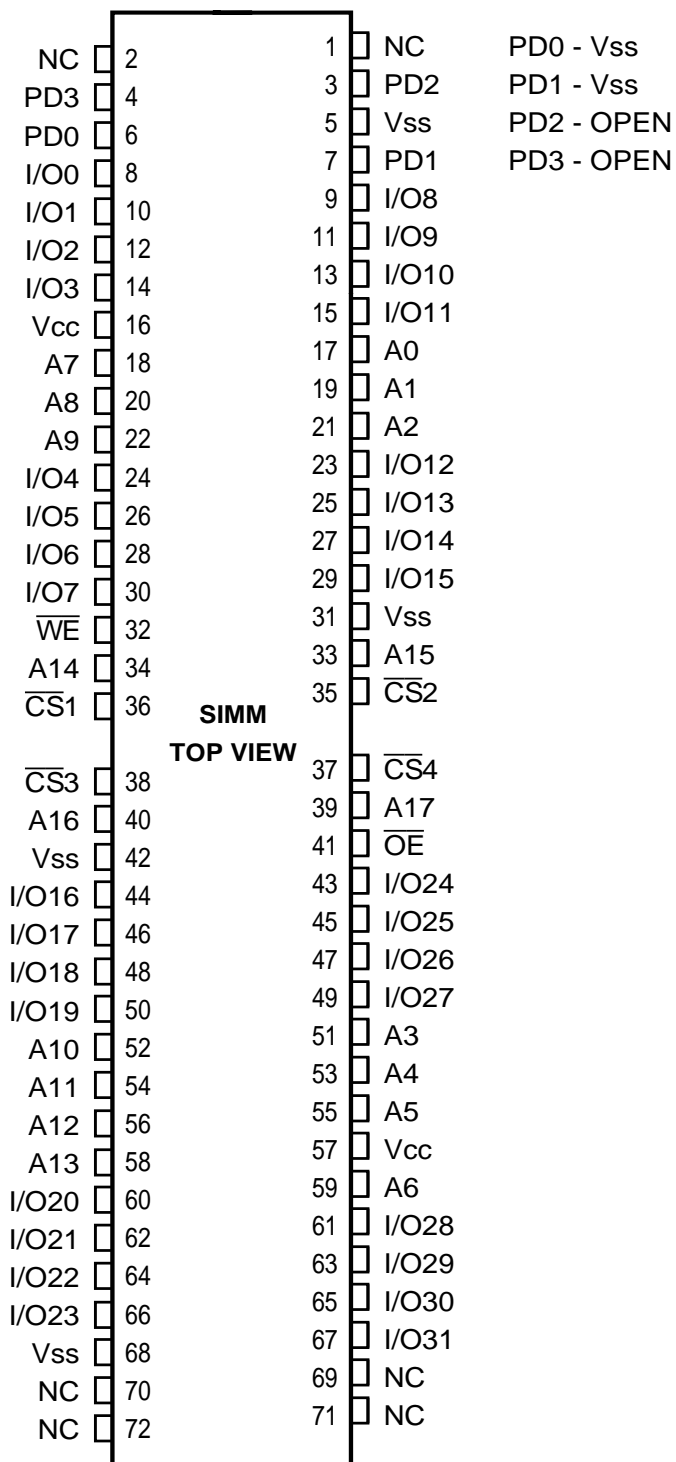 1 NC PD0 - Vss
NC 2
3 PD2 PD1 - Vss
PD3 4
5 Vss PD2 - OPEN
PD0 6
7 PD1 PD3 - OPEN
I/O0 8
9 I/O8
I/O1 10
11 I/O9
I/O2 12
13 I/O10
I/O3 14
15 I/O11
Vcc 16
17 A0
A7 18
19 A1
A8 20
21 A2
A9 22
23 I/O12
I/O4 24
25 I/O13
I/O5 26
27 I/O14
I/O6 28
29 I/O15
I/O7 30
31 Vss
W̅E̅ 32
33 A15
A14 34
35 C̅S̅2
C̅S̅1 36
SIMM
TOP VIEW
37 C̅S̅4
C̅S̅3 38
39 A17
A16 40
41 O̅E̅
Vss 42
43 I/O24
I/O16 44
45 I/O25
I/O17 46
47 I/O26
I/O18 48
49 I/O27
I/O19 50
51 A3
A10 52
53 A4
A11 54
55 A5
A12 56
57 Vcc
A13 58
59 A6
I/O20 60
61 I/O28
I/O21 62
63 I/O29
I/O22 64
65 I/O30
I/O23 66
67 I/O31
Vss 68
69 NC
NC 70
71 NC
NC 72